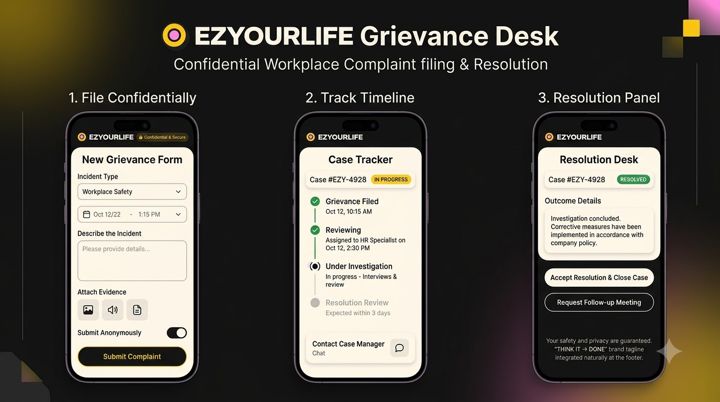 EZYOURLIFE Grievance Desk
Confidential Workplace Complaint filing & Resolution
1. File Confidentially
EZYOURLIFE
Confidential & Secure
New Grievance Form
Incident Type
Workplace Safety
Oct 12/22 - 1:15 PM
Describe the Incident
Please provide details...
Attach Evidence
Submit Anonymously
Submit Complaint
2. Track Timeline
EZYOURLIFE
Case Tracker
Case #EZY-4928 IN PROGRESS
Grievance Filed
Oct 12, 10:15 AM
Reviewing
Assigned to HR Specialist on
Oct 12, 2:30 PM
Under Investigation
In progress - Interviews &
review
Resolution Review
Expected within 3 days
Contact Case Manager
Chat
3. Resolution Panel
EZYOURLIFE
Resolution Desk
Case #EZY-4928 RESOLVED
Outcome Details
Investigation concluded.
Corrective measures have been
implemented in accordance with
company policy.
Accept Resolution & Close Case
Request Follow-up Meeting
Your safety and privacy are guaranteed.
"THINK IT → DONE" brand tagline
integrated naturally at the footer.